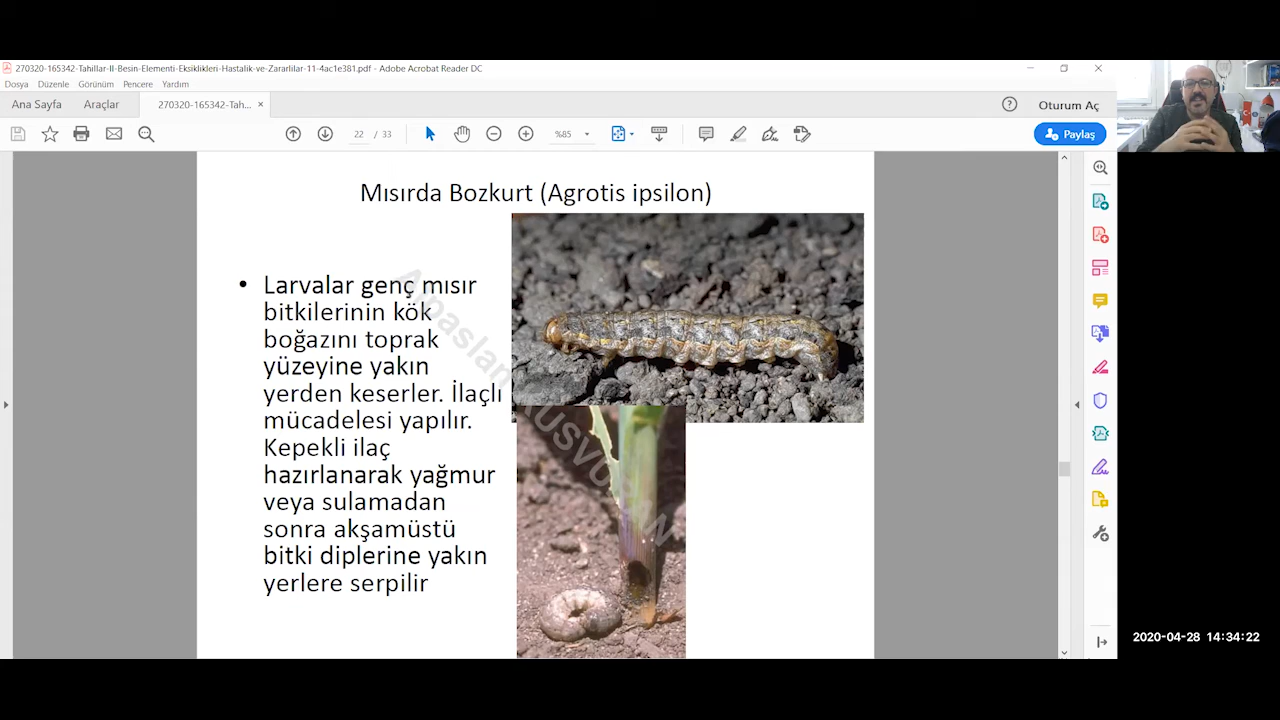 270320-165342-Tahillar-II-Besin-Elementi-Eksiklikleri-Hastalik-ve-Zararlilar-11-4ac1e381.pdf - Adobe Acrobat Reader DC
Dosya Düzenle Görünüm Pencere Yardım
Ana Sayfa Araçlar 270320-165342-Tah... × Oturum Aç
22 / 33 %85 Paylaş
Mısırda Bozkurt (Agrotis ipsilon)
• Larvalar genç mısır
bitkilerinin kök
boğazını toprak
yüzeyine yakın
yerden keserler. İlaçlı
mücadelesi yapılır.
Kepekli ilaç
hazırlanarak yağmur
veya sulamadan
sonra akşamüstü
bitki diplerine yakın
yerlere serpilir
2020-04-28 14:34:22